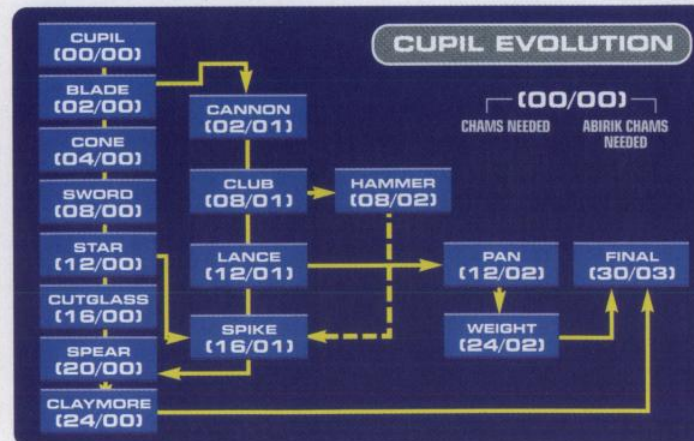 CUPIL EVOLUTION
(00/00)
CHAMS NEEDED
ABIRIK CHAMS
NEEDED
CUPIL
(00/00)
BLADE
(02/00)
CONE
(04/00)
SWORD
(08/00)
STAR
(12/00)
CUTGLASS
(16/00)
SPEAR
(20/00)
CLAYMORE
(24/00)
CANNON
(02/01)
CLUB
(08/01)
LANCE
(12/01)
SPIKE
(16/01)
HAMMER
(08/02)
PAN
(12/02)
WEIGHT
(24/02)
FINAL
(30/03)